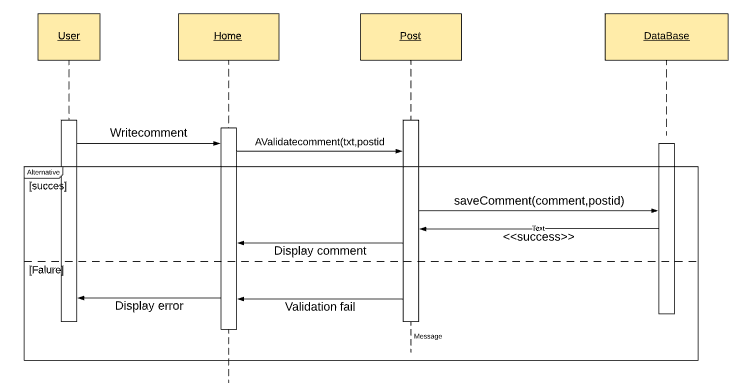 User
Home
Post
DataBase
Writecomment
AValidatecomment(txt,postid
Alternative
[succes]
saveComment(comment,postid)
Text
<<success>>
Display comment
[Falure]
Display error
Validation fail
Message